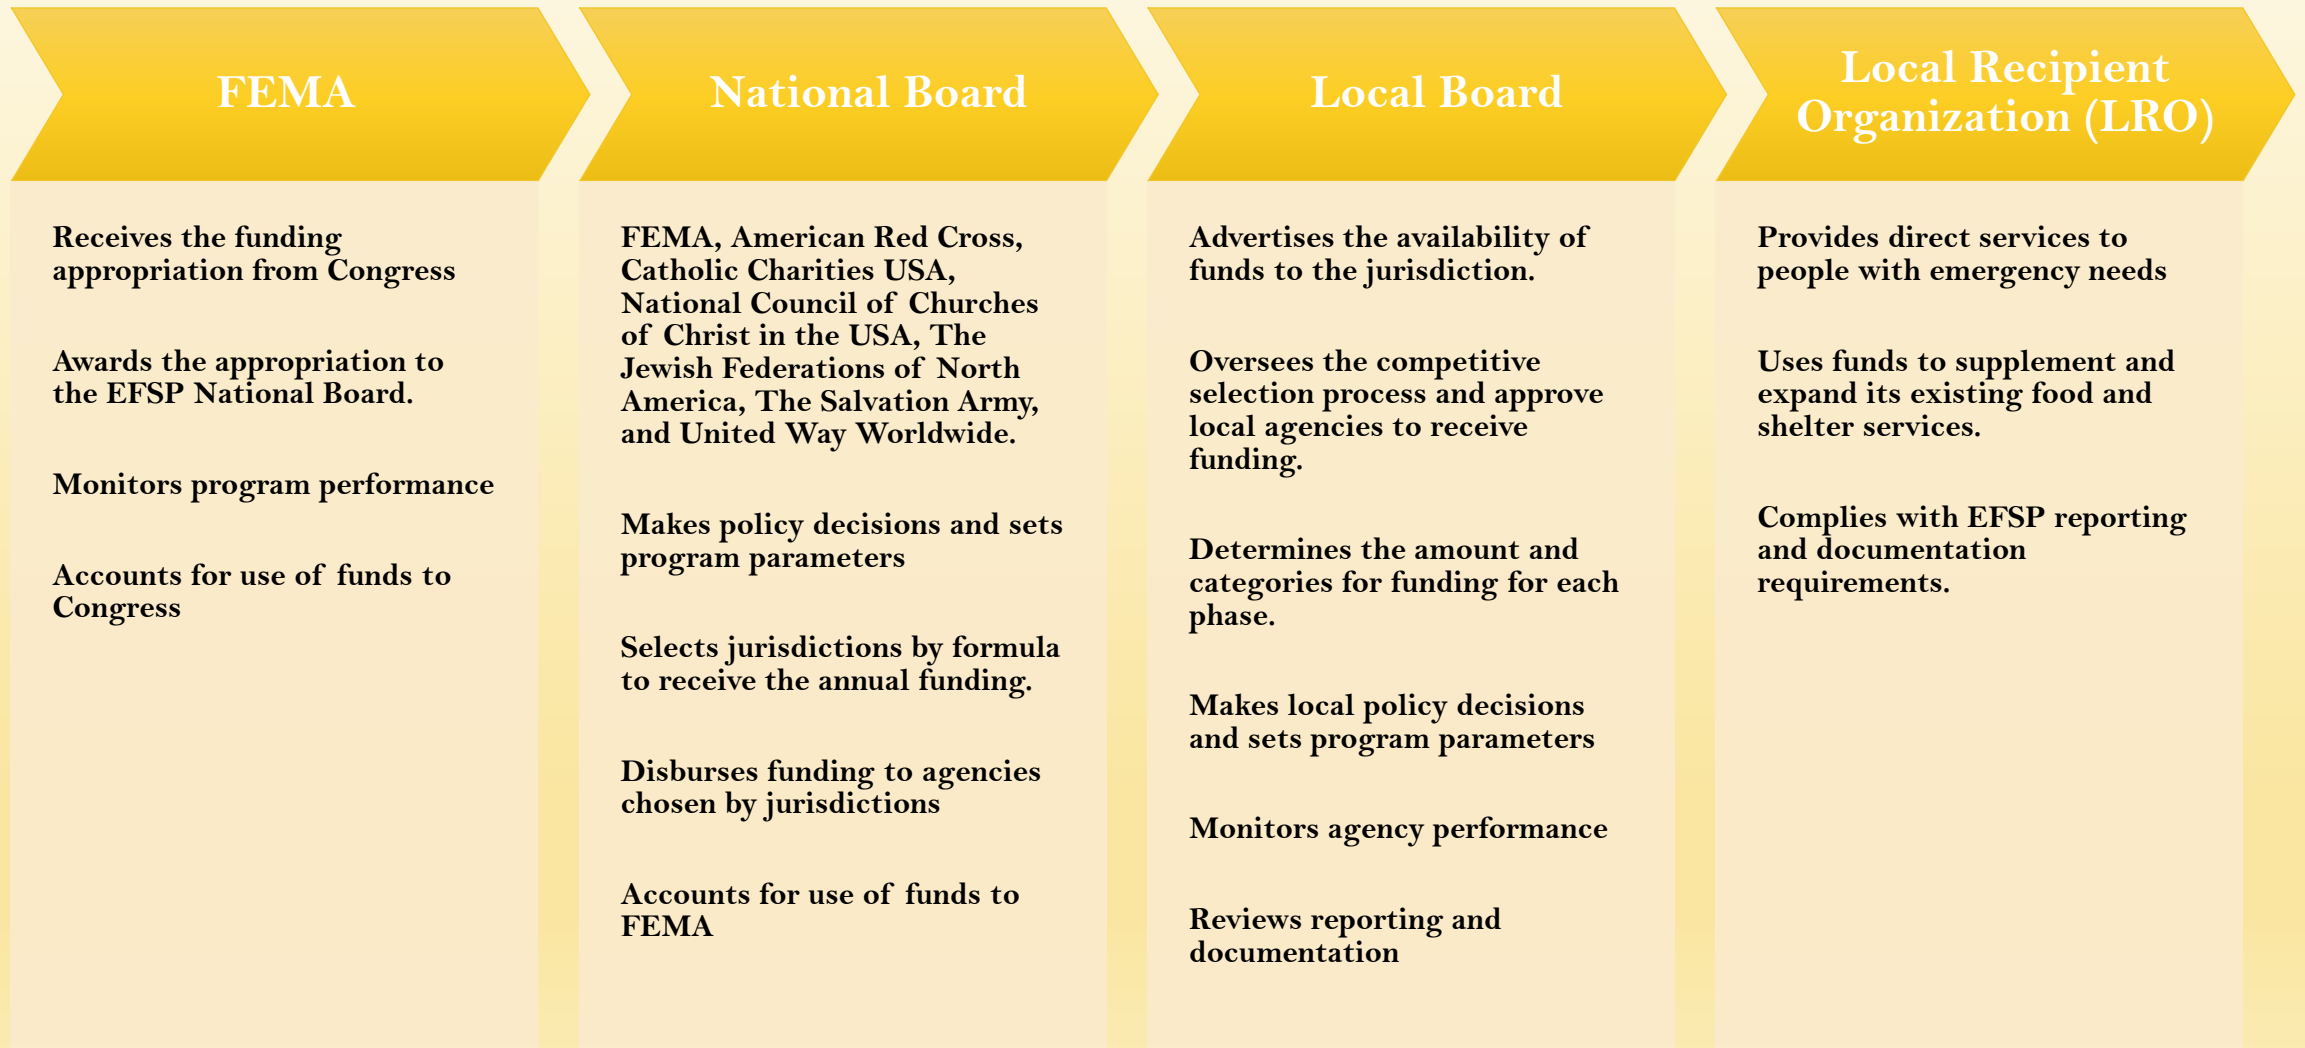 FEMA
Receives the funding
appropriation from Congress
Awards the appropriation to
the EFSP National Board.
Monitors program performance
Accounts for use of funds to
Congress
National Board
FEMA, American Red Cross,
Catholic Charities USA,
National Council of Churches
of Christ in the USA, The
Jewish Federations of North
America, The Salvation Army,
and United Way Worldwide.
Makes policy decisions and sets
program parameters
Selects jurisdictions by formula
to receive the annual funding.
Disburses funding to agencies
chosen by jurisdictions
Accounts for use of funds to
FEMA
Local Board
Advertises the availability of
funds to the jurisdiction.
Oversees the competitive
selection process and approve
local agencies to receive
funding.
Determines the amount and
categories for funding for each
phase.
Makes local policy decisions
and sets program parameters
Monitors agency performance
Reviews reporting and
documentation
Local Recipient
Organization (LRO)
Provides direct services to
people with emergency needs
Uses funds to supplement and
expand its existing food and
shelter services.
Complies with EFSP reporting
and documentation
requirements.